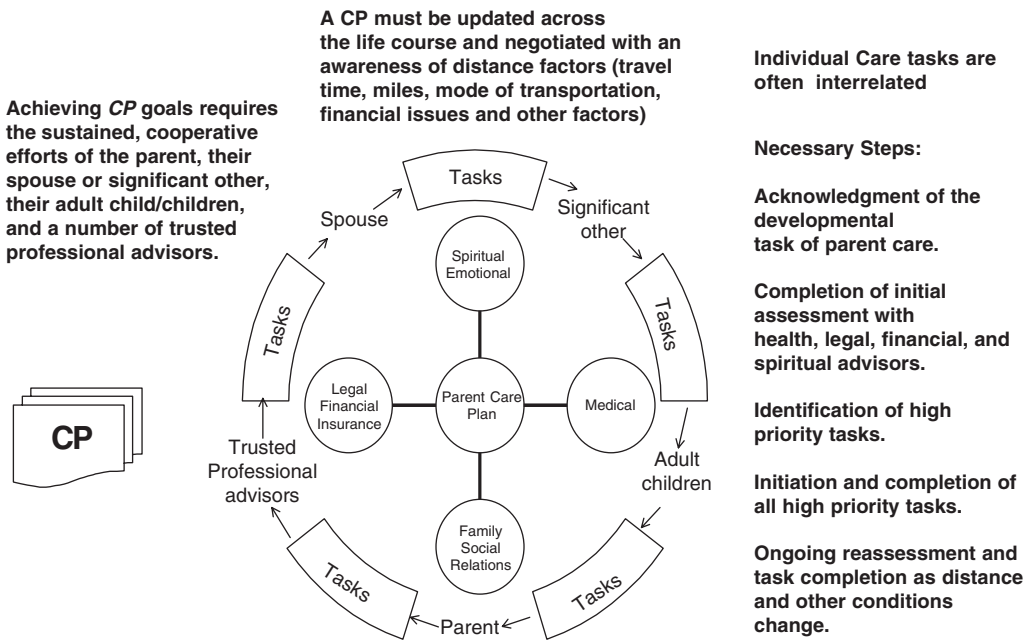 A CP must be updated across
the life course and negotiated with an
awareness of distance factors (travel
time, miles, mode of transportation,
financial issues and other factors)
Achieving CP goals requires
the sustained, cooperative
efforts of the parent, their
spouse or significant other,
their adult child/children,
and a number of trusted
professional advisors.
CP
Tasks
Significant
other
Tasks
Adult
children
Tasks
Parent
Tasks
Trusted
Professional
advisors
Tasks
Spouse
Spiritual
Emotional
Legal
Financial
Insurance
Parent Care
Plan
Medical
Family
Social
Relations
Individual Care tasks are
often interrelated
Necessary Steps:
Acknowledgment of the
developmental
task of parent care.
Completion of initial
assessment with
health, legal, financial, and
spiritual advisors.
Identification of high
priority tasks.
Initiation and completion of
all high priority tasks.
Ongoing reassessment and
task completion as distance
and other conditions
change.